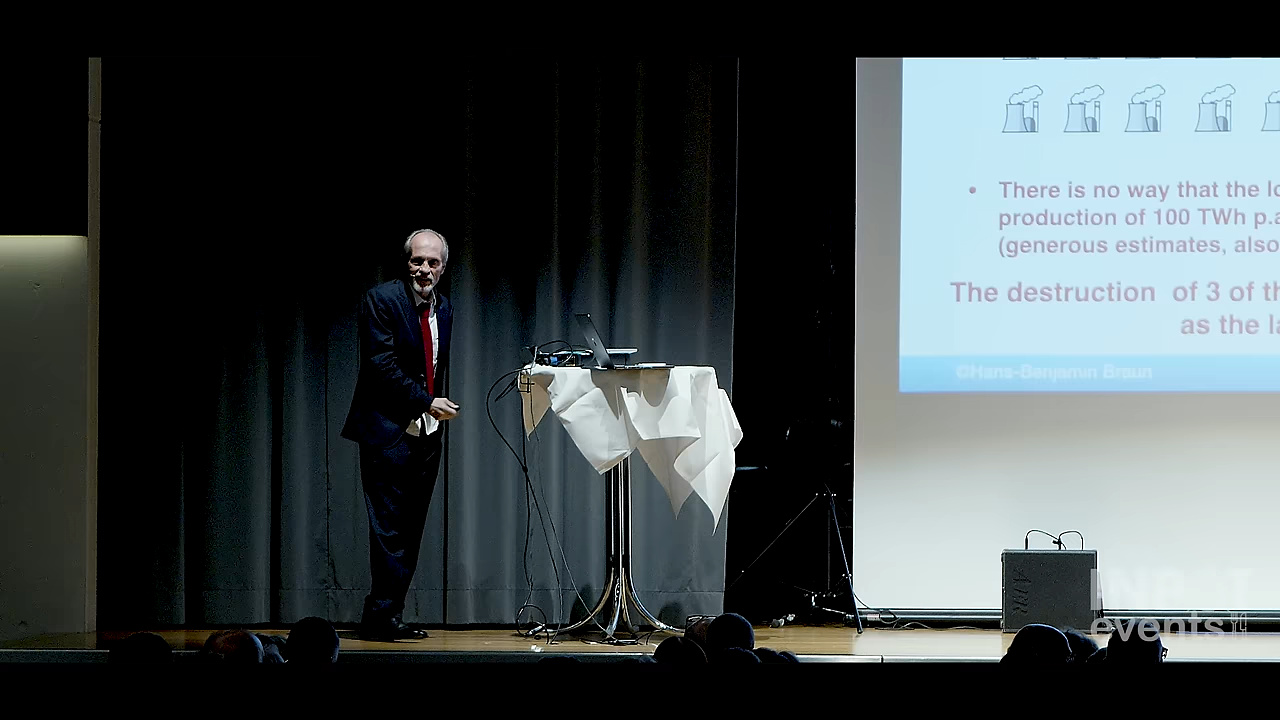 • There is no way that the lo
production of 100 TWh p.a
(generous estimates, also
The destruction of 3 of th
as the la
©Hans-Benjamin Braun
events